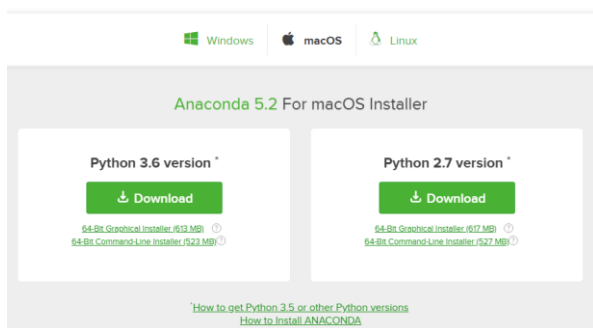 Windows macOS Linux
Anaconda 5.2 For macOS Installer
Python 3.6 version *
Download
64-Bit Graphical Installer (613 MB) ?
64-Bit Command-Line Installer (523 MB) ?
Python 2.7 version *
Download
64-Bit Graphical Installer (617 MB) ?
64-Bit Command-Line Installer (527 MB) ?
*How to get Python 3.5 or other Python versions
How to Install ANACONDA